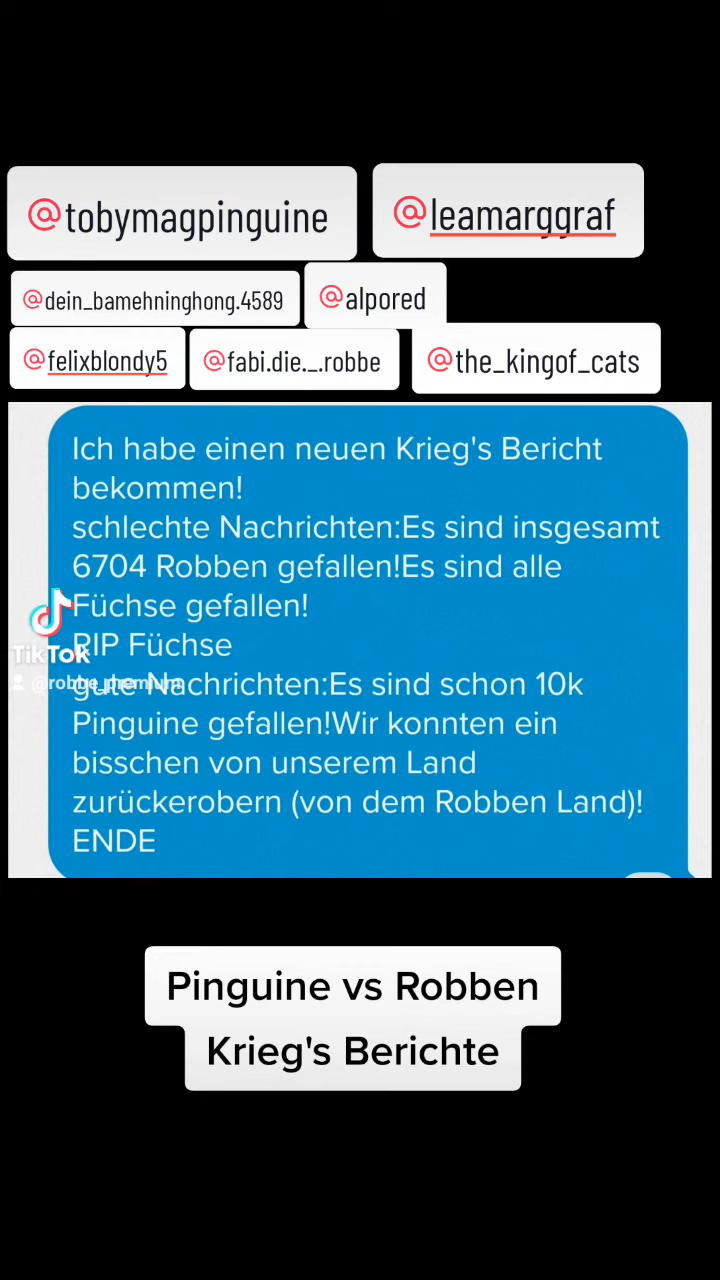 @tobymagpinguine @leamarggraf
@dein_bamehninghong.4589 @alpored
@felixblondy5 @fabi.die._.robbe @the_kingof_cats
Ich habe einen neuen Krieg's Bericht
bekommen!
schlechte Nachrichten:Es sind insgesamt
6704 Robben gefallen!Es sind alle
Füchse gefallen!
RIP Füchse
gute Nachrichten:Es sind schon 10k
Pinguine gefallen!Wir konnten ein
bisschen von unserem Land
zurückerobern (von dem Robben Land)!
ENDE
TikTok
@robbe_premium
Pinguine vs Robben
Krieg's Berichte